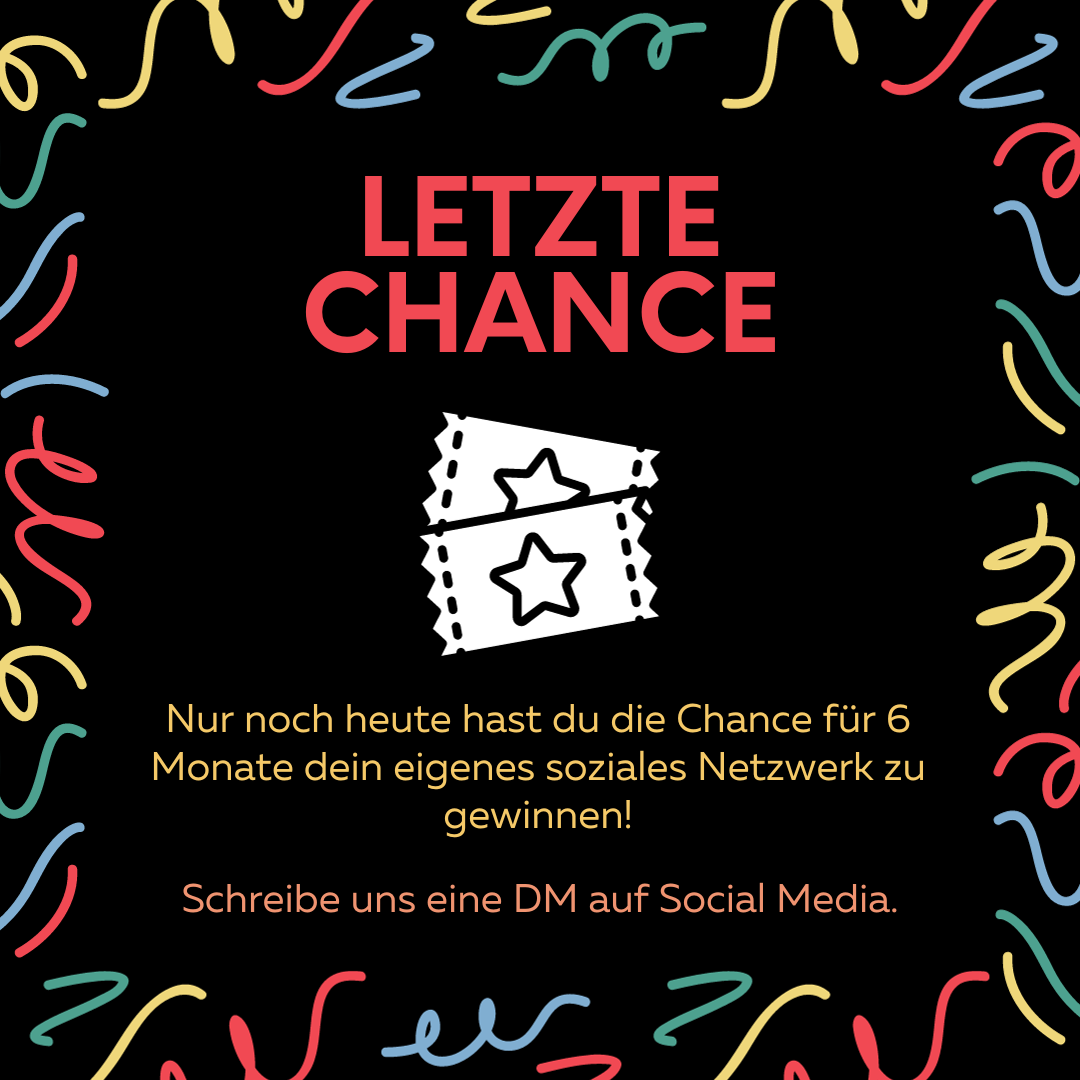 LETZTE
CHANCE
Nur noch heute hast du die Chance für 6
Monate dein eigenes soziales Netzwerk zu
gewinnen!
Schreibe uns eine DM auf Social Media.